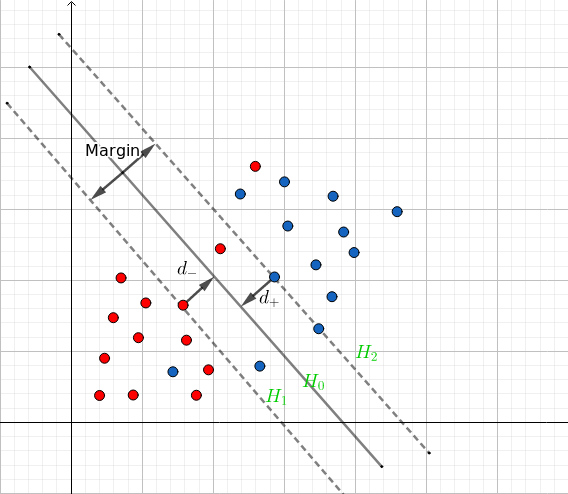 Margin
d₋
d₊
H₂
H₀
H₁